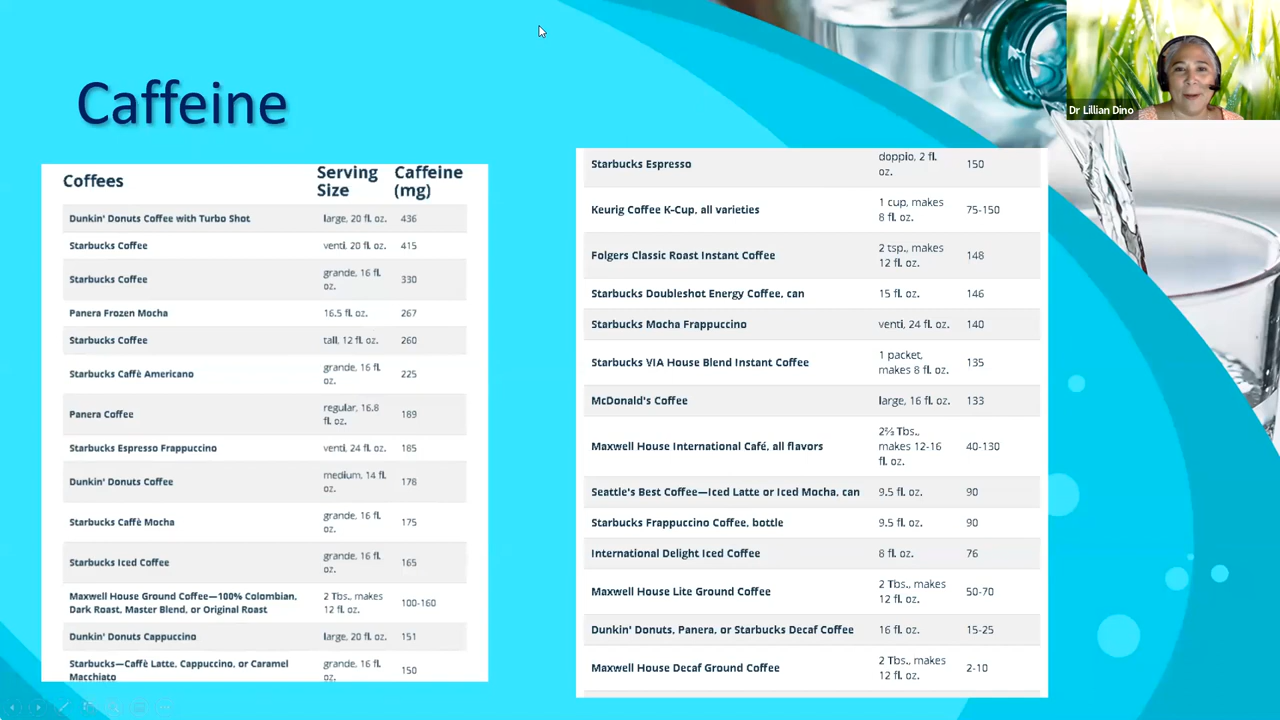 Caffeine
Dr Lillian Dino
Coffees Serving Size Caffeine (mg)
Dunkin' Donuts Coffee with Turbo Shot large, 20 fl. oz. 436
Starbucks Coffee venti, 20 fl. oz. 415
Starbucks Coffee grande, 16 fl. oz. 330
Panera Frozen Mocha 16.5 fl. oz. 267
Starbucks Coffee tall, 12 fl. oz. 260
Starbucks Caffè Americano grande, 16 fl. oz. 225
Panera Coffee regular, 16.8 fl. oz. 189
Starbucks Espresso Frappuccino venti, 24 fl. oz. 185
Dunkin' Donuts Coffee medium, 14 fl. oz. 178
Starbucks Caffè Mocha grande, 16 fl. oz. 175
Starbucks Iced Coffee grande, 16 fl. oz. 165
Maxwell House Ground Coffee—100% Colombian, Dark Roast, Master Blend, or Original Roast 2 Tbs., makes 12 fl. oz. 100-160
Dunkin' Donuts Cappuccino large, 20 fl. oz. 151
Starbucks—Caffè Latte, Cappuccino, or Caramel Macchiato grande, 16 fl. oz. 150
Starbucks Espresso doppio, 2 fl. oz. 150
Keurig Coffee K-Cup, all varieties 1 cup, makes 8 fl. oz. 75-150
Folgers Classic Roast Instant Coffee 2 tsp., makes 12 fl. oz. 148
Starbucks Doubleshot Energy Coffee, can 15 fl. oz. 146
Starbucks Mocha Frappuccino venti, 24 fl. oz. 140
Starbucks VIA House Blend Instant Coffee 1 packet, makes 8 fl. oz. 135
McDonald's Coffee large, 16 fl. oz. 133
Maxwell House International Café, all flavors 2⅔ Tbs., makes 12-16 fl. oz. 40-130
Seattle's Best Coffee—Iced Latte or Iced Mocha, can 9.5 fl. oz. 90
Starbucks Frappuccino Coffee, bottle 9.5 fl. oz. 90
International Delight Iced Coffee 8 fl. oz. 76
Maxwell House Lite Ground Coffee 2 Tbs., makes 12 fl. oz. 50-70
Dunkin' Donuts, Panera, or Starbucks Decaf Coffee 16 fl. oz. 15-25
Maxwell House Decaf Ground Coffee 2 Tbs., makes 12 fl. oz. 2-10